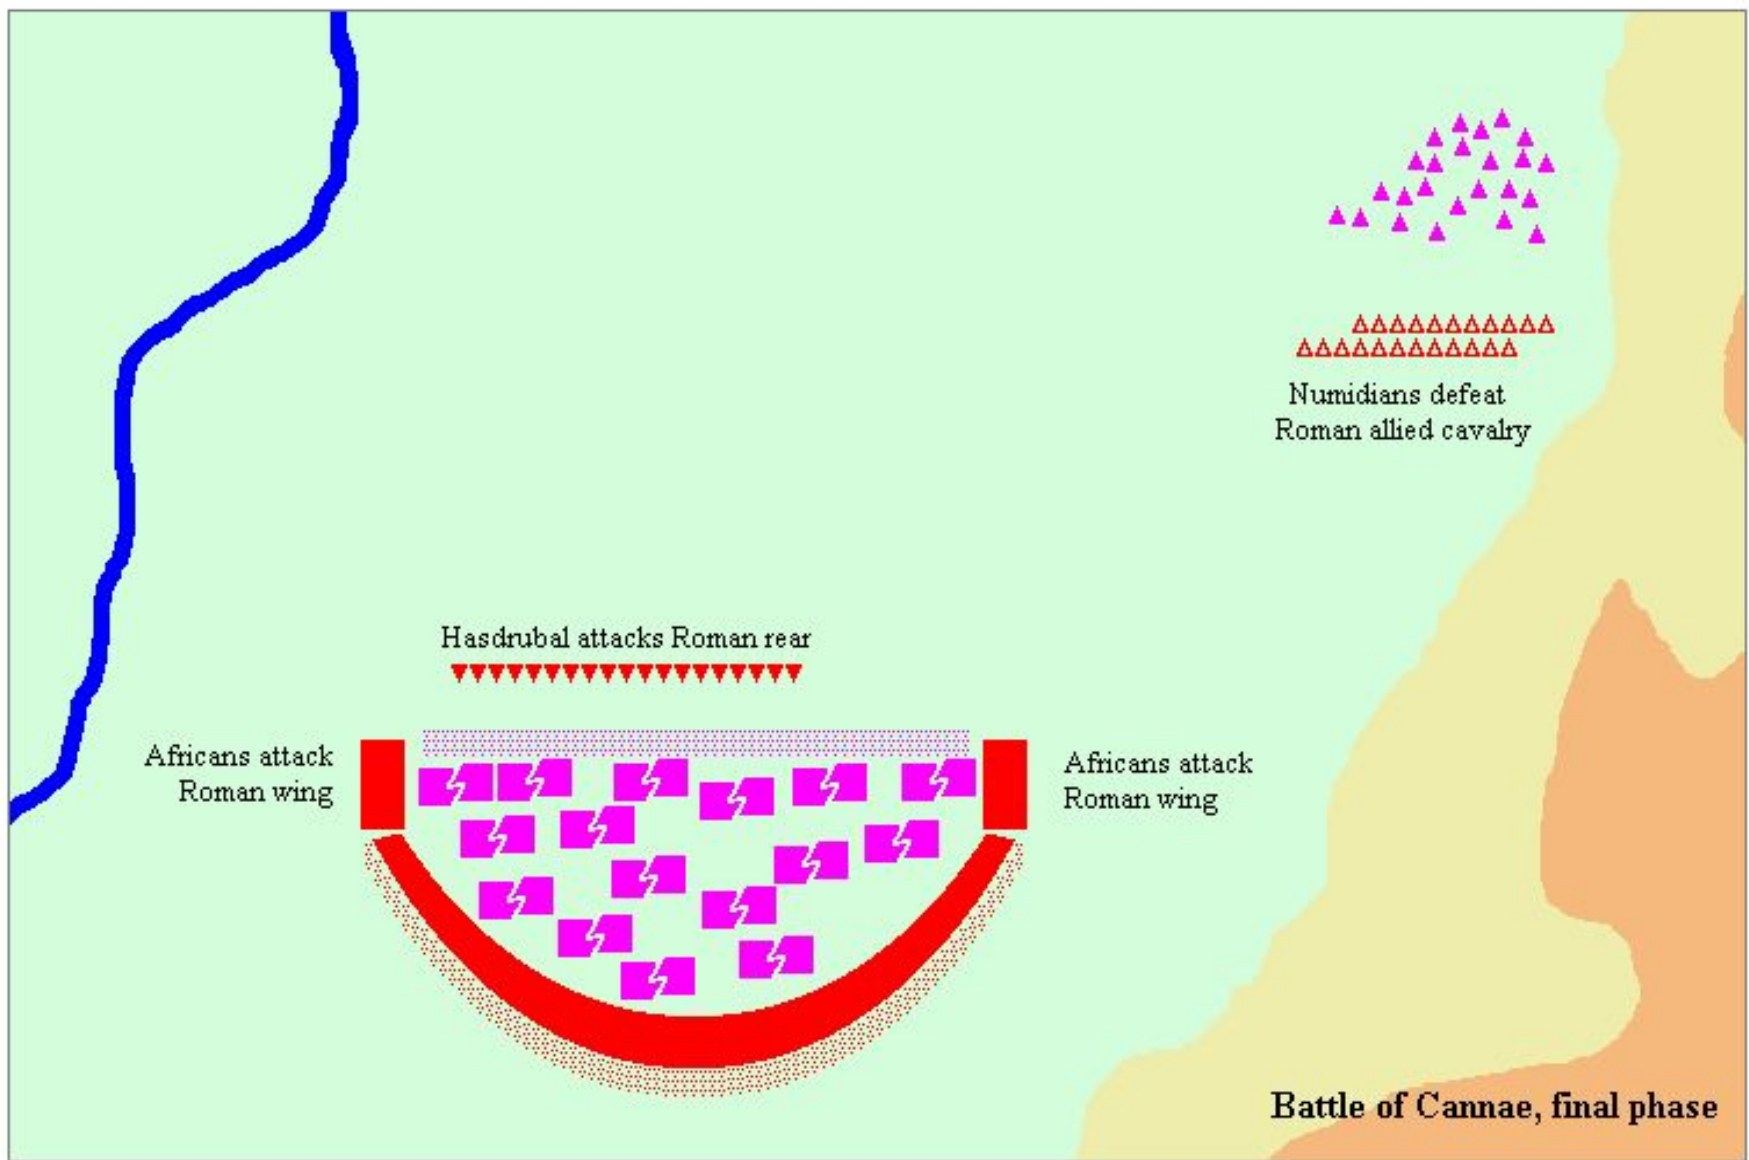 Numidians defeat
Roman allied cavalry
Hasdrubal attacks Roman rear
Africans attack
Roman wing
Africans attack
Roman wing
Battle of Cannae, final phase